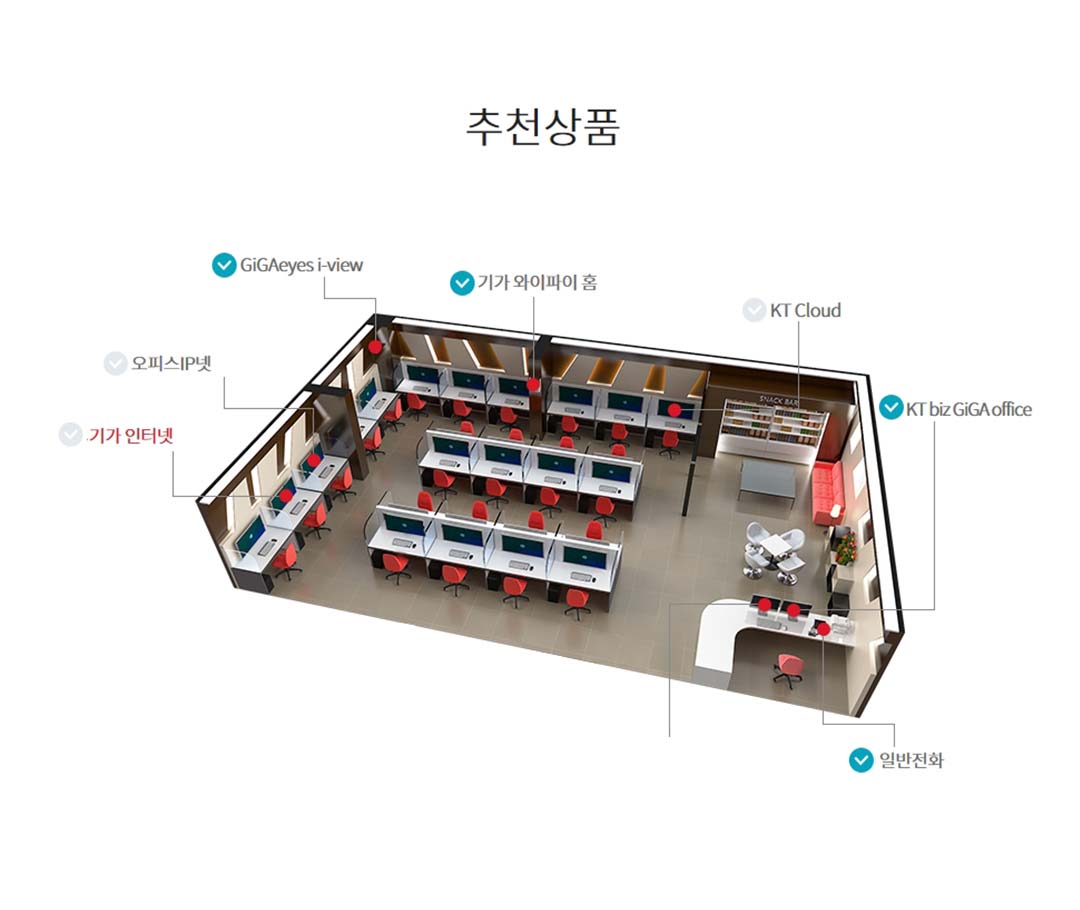 추천상품
GiGAeyes i-view
기가 와이파이 홈
KT Cloud
오피스IP넷
SNACK BAR
KT biz GiGA office
기가 인터넷
일반전화